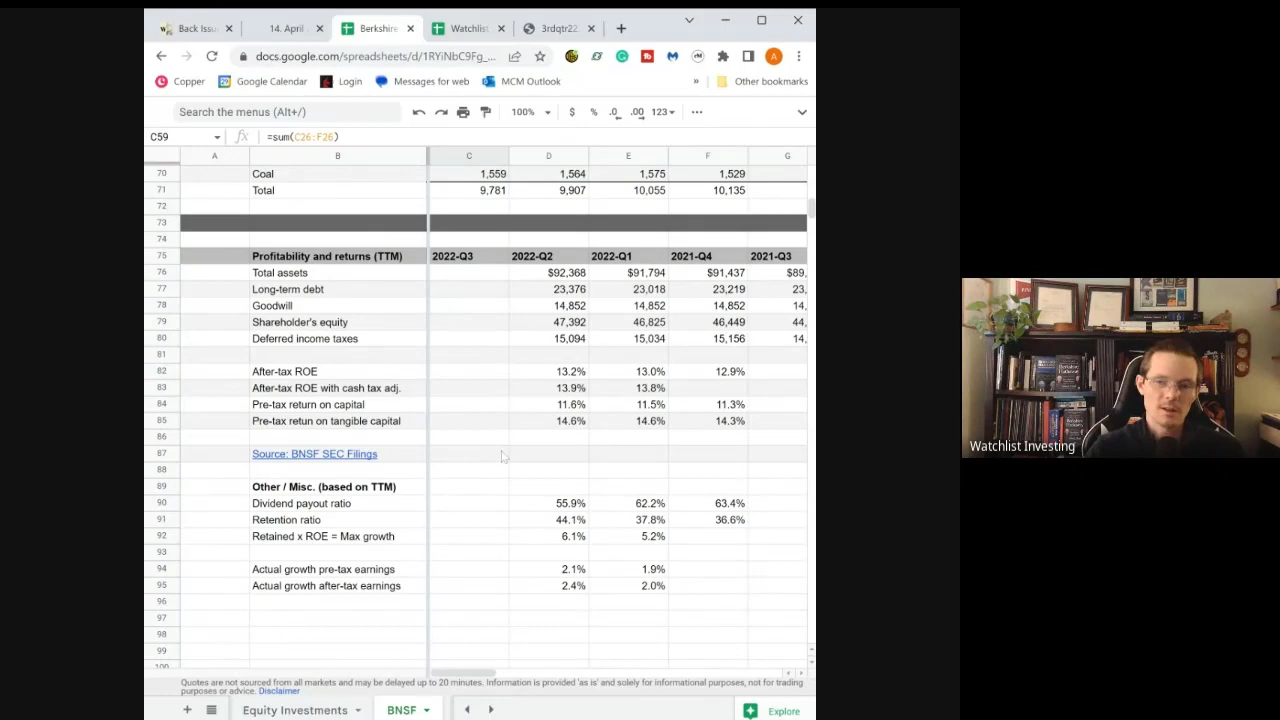 Back Issu
14. April
Berkshire
Watchlist
3rdqtr22
docs.google.com/spreadsheets/d/1RYiNbC9Fg_...
Copper Google Calendar Login Messages for web MCM Outlook » Other bookmarks
Search the menus (Alt+/) 100% $ % .0 .00 123
C59 fx =sum(C26:F26)
A B C D E F G
70 Coal 1,559 1,564 1,575 1,529
71 Total 9,781 9,907 10,055 10,135
72
73
74
75 Profitability and returns (TTM) 2022-Q3 2022-Q2 2022-Q1 2021-Q4 2021-Q3
76 Total assets $92,368 $91,794 $91,437 $89,
77 Long-term debt 23,376 23,018 23,219 23,
78 Goodwill 14,852 14,852 14,852 14,
79 Shareholder's equity 47,392 46,825 46,449 44,
80 Deferred income taxes 15,094 15,034 15,156 14,
81
82 After-tax ROE 13.2% 13.0% 12.9%
83 After-tax ROE with cash tax adj. 13.9% 13.8%
84 Pre-tax return on capital 11.6% 11.5% 11.3%
85 Pre-tax retun on tangible capital 14.6% 14.6% 14.3%
86
87 Source: BNSF SEC Filings
88
89 Other / Misc. (based on TTM)
90 Dividend payout ratio 55.9% 62.2% 63.4%
91 Retention ratio 44.1% 37.8% 36.6%
92 Retained x ROE = Max growth 6.1% 5.2%
93
94 Actual growth pre-tax earnings 2.1% 1.9%
95 Actual growth after-tax earnings 2.4% 2.0%
96
97
98
99
100
Quotes are not sourced from all markets and may be delayed up to 20 minutes. Information is provided 'as is' and solely for informational purposes, not for trading
purposes or advice. Disclaimer
Equity Investments BNSF Explore
Watchlist Investing